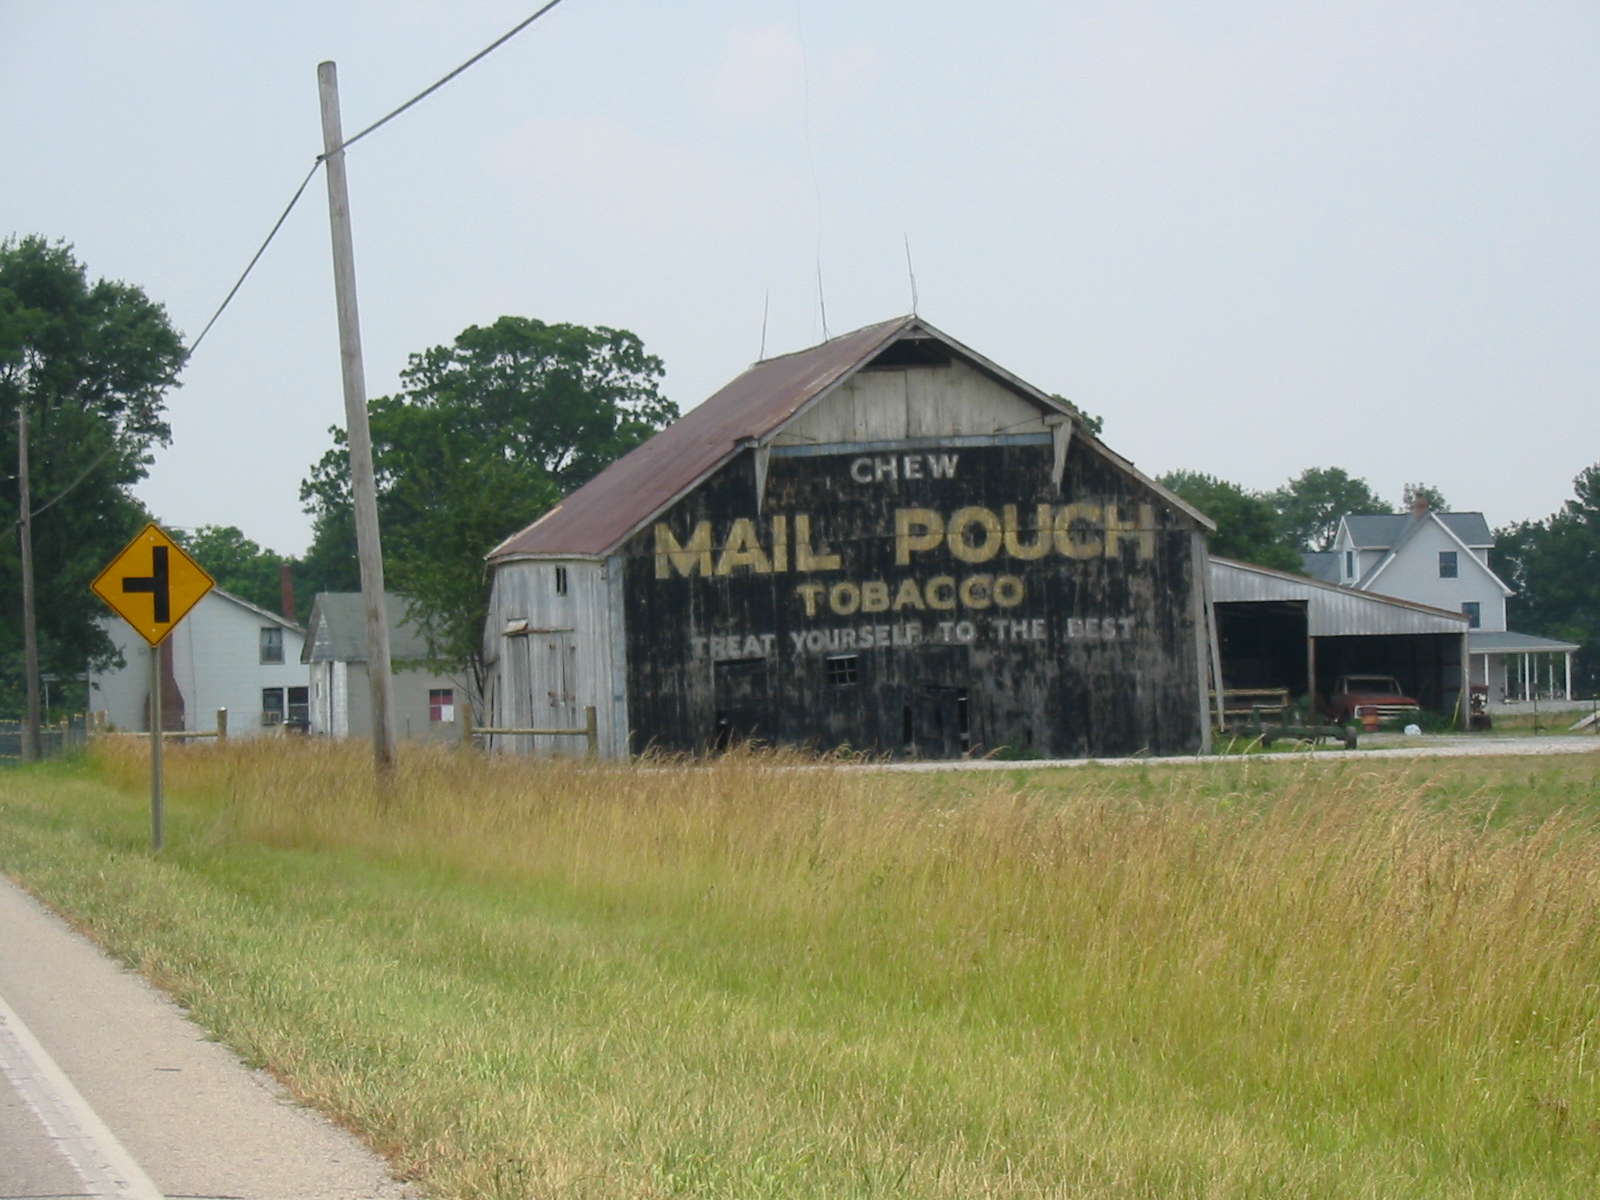 CHEW
MAIL POUCH
TOBACCO
TREAT YOURSELF TO THE BEST